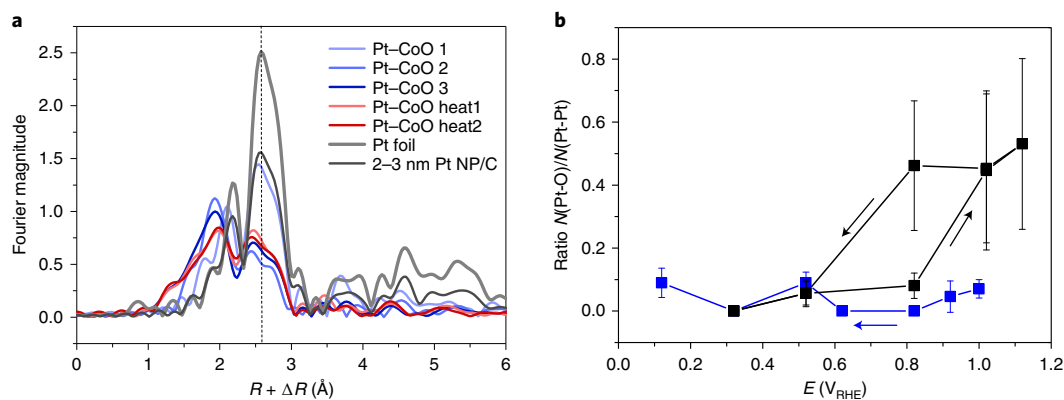 a
Fourier magnitude
2.5
2.0
1.5
1.0
0.5
0.0
Pt–CoO 1
Pt–CoO 2
Pt–CoO 3
Pt–CoO heat1
Pt–CoO heat2
Pt foil
2–3 nm Pt NP/C
0 1 2 3 4 5 6
R + ΔR (Å)
b
Ratio N(Pt-O)/N(Pt-Pt)
0.8
0.6
0.4
0.2
0.0
0.0 0.2 0.4 0.6 0.8 1.0 1.2
E (V_RHE)